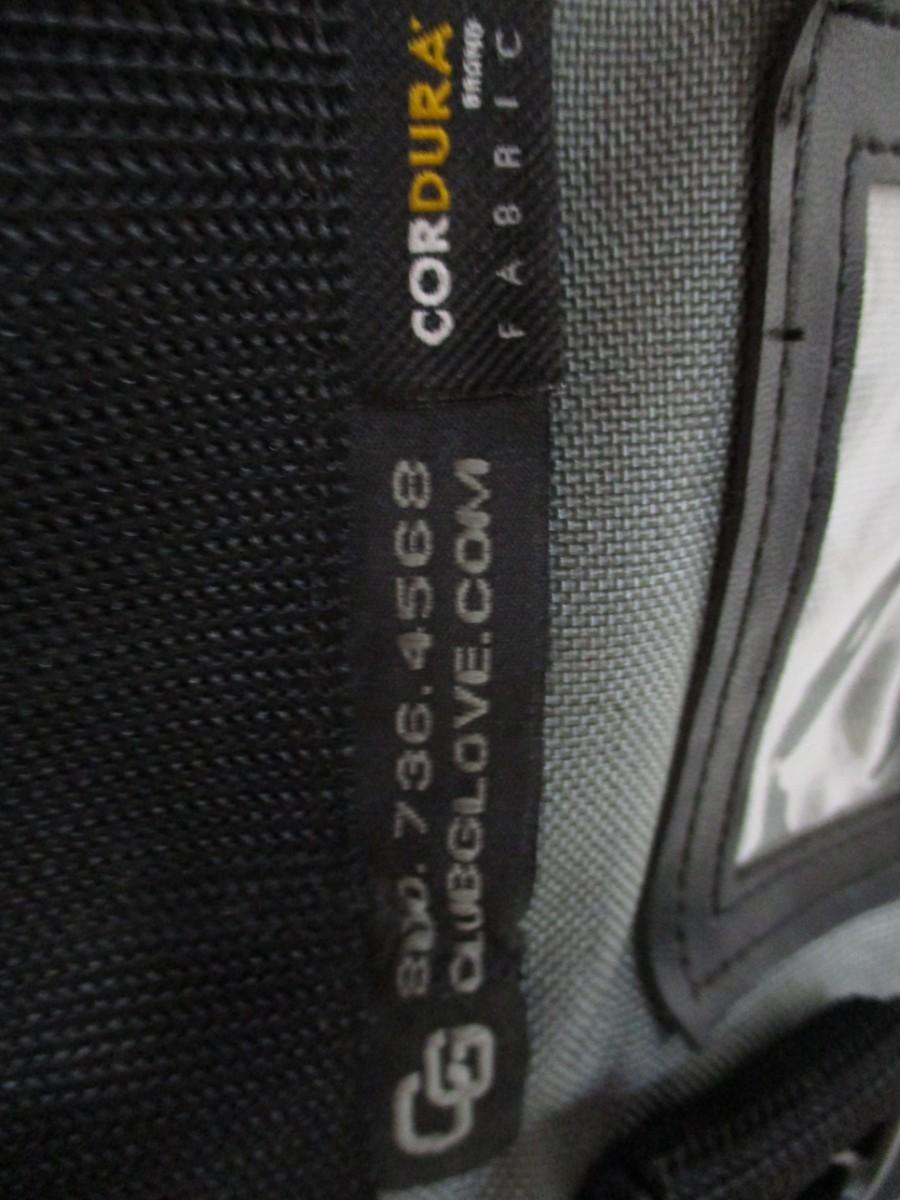 CORDURA
BRAND
FABRIC
800.736.4568
CLUBGLOVE.COM
CG